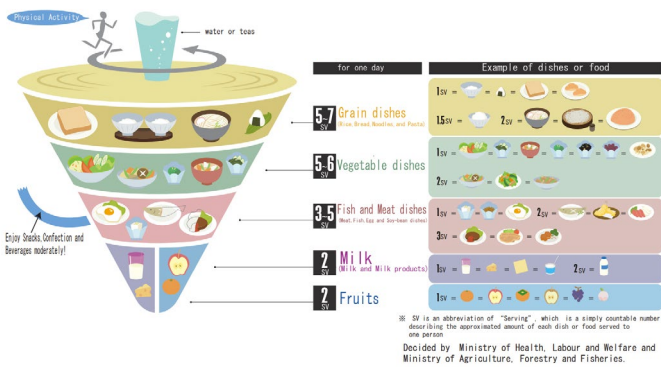 Physical Activity
water or teas
for one day
Example of dishes or food
5~7 SV
Grain dishes
(Rice,Bread,Noodles,and Pasta)
1SV = = = =
1.5SV = 2SV = = =
5~6 SV
Vegetable dishes
1SV = = = = = = =
2SV = = =
3~5 SV
Fish and Meat dishes
(Meat,Fish,Egg and Soy-bean dishes)
1SV = = = 2SV = = =
3SV = = =
Enjoy Snacks,Confection and
Beverages moderately!
2 SV
Milk
(Milk and Milk products)
1SV = = = = 2SV =
2 SV
Fruits
1SV = = = = = =
※ SV is an abbreviation of "Serving", which is a simply countable number
describing the approximated amount of each dish or food served to
one person
Decided by Ministry of Health, Labour and Welfare and
Ministry of Agriculture, Forestry and Fisheries.